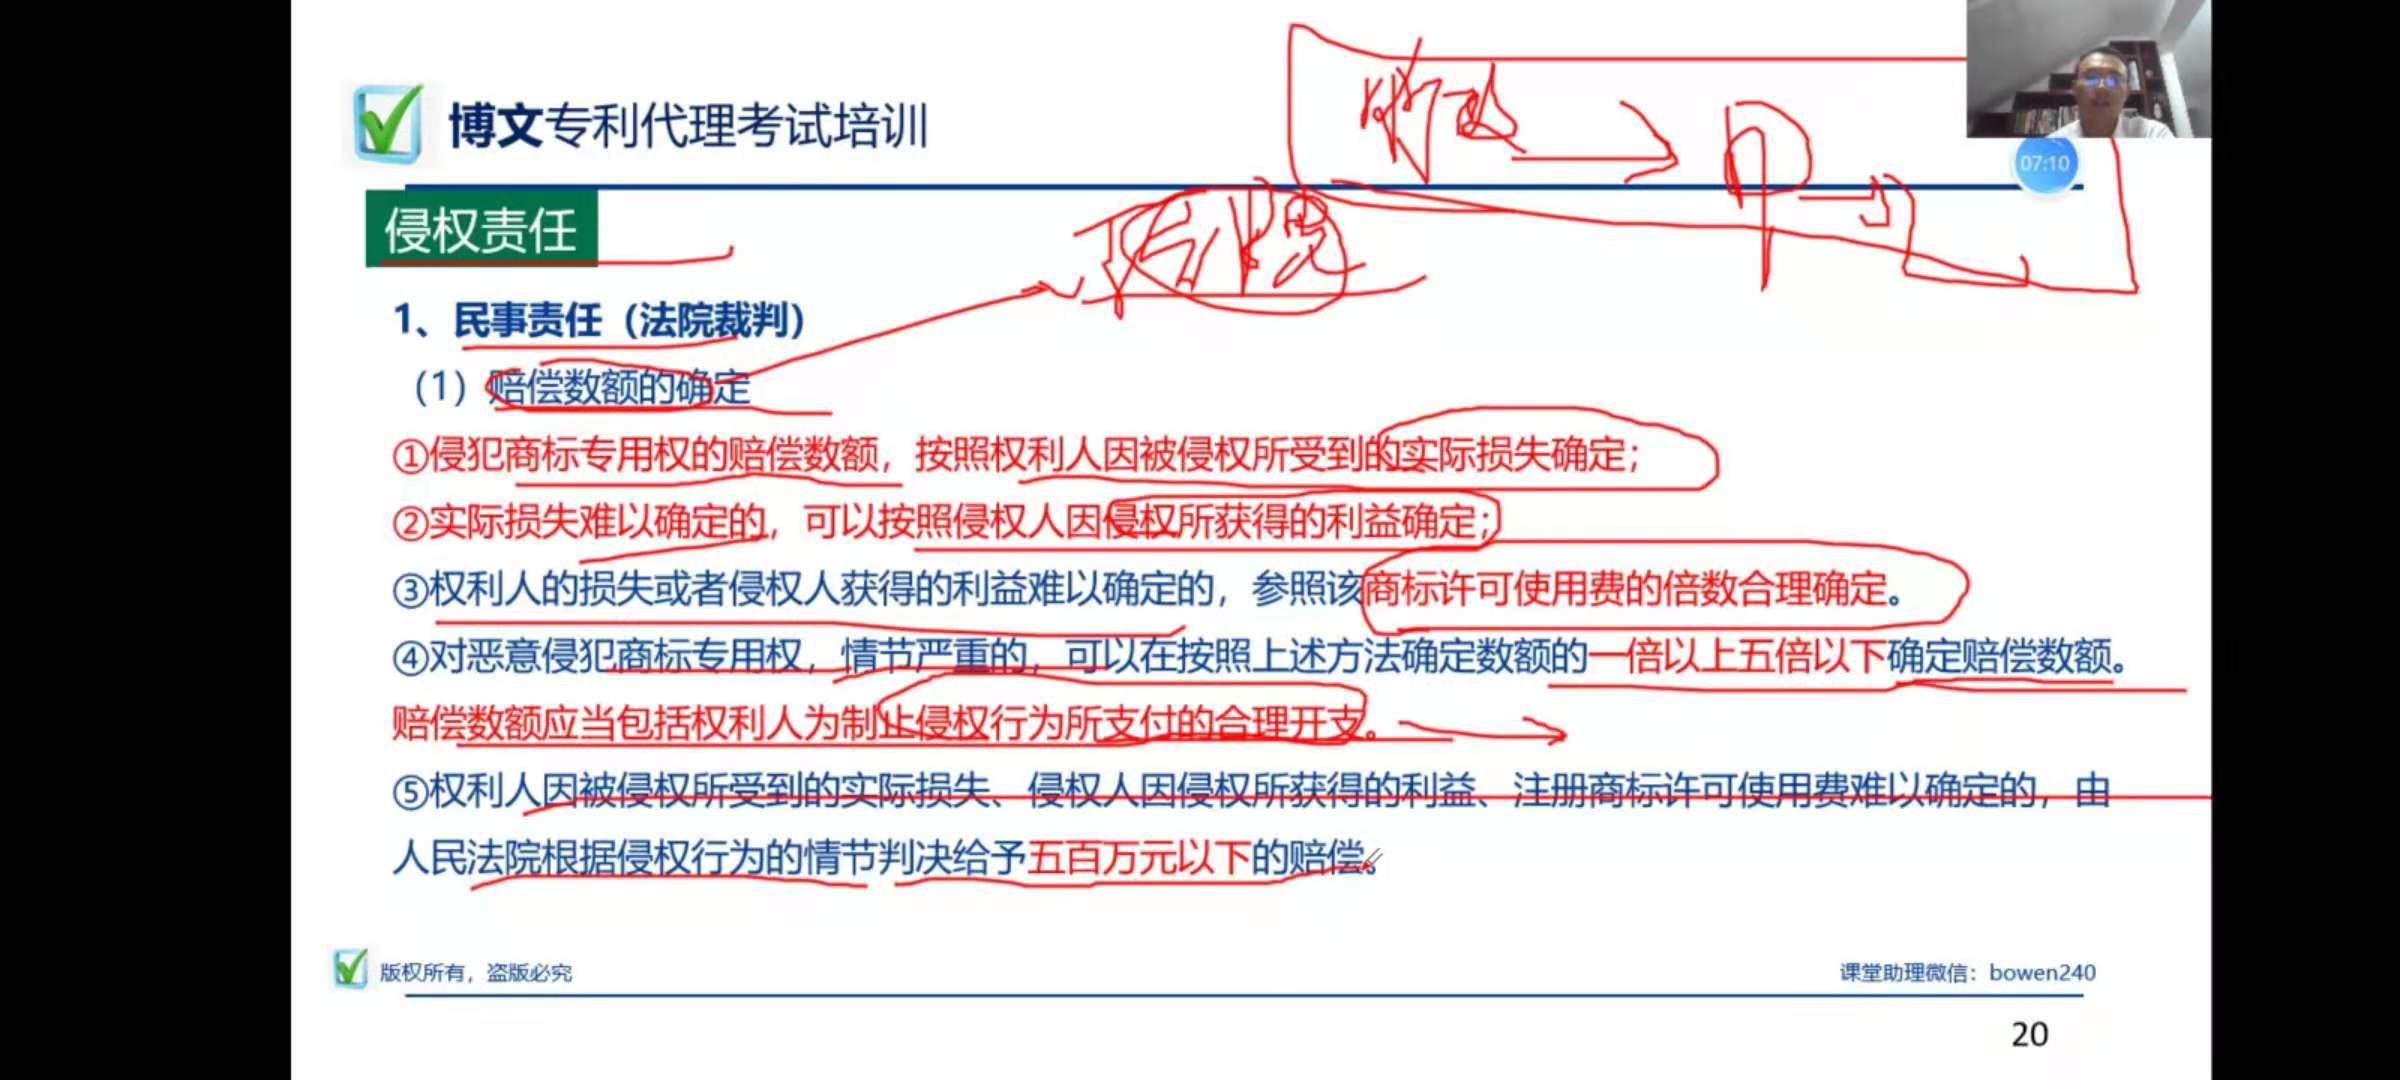 博文专利代理考试培训
07:10
侵权责任
1、民事责任（法院裁判）
（1）赔偿数额的确定
①侵犯商标专用权的赔偿数额，按照权利人因被侵权所受到的实际损失确定；
②实际损失难以确定的，可以按照侵权人因侵权所获得的利益确定；
③权利人的损失或者侵权人获得的利益难以确定的，参照该商标许可使用费的倍数合理确定。
④对恶意侵犯商标专用权，情节严重的，可以在按照上述方法确定数额的一倍以上五倍以下确定赔偿数额。
赔偿数额应当包括权利人为制止侵权行为所支付的合理开支。
⑤权利人因被侵权所受到的实际损失、侵权人因侵权所获得的利益、注册商标许可使用费难以确定的，由
人民法院根据侵权行为的情节判决给予五百万元以下的赔偿。
版权所有，盗版必究
课堂助理微信：bowen240
20